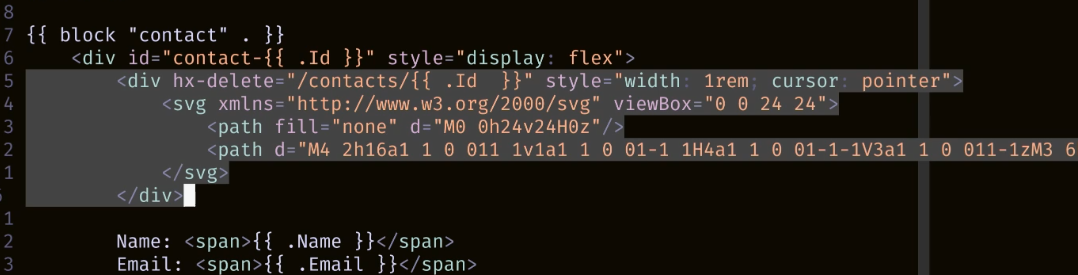 8
7 {{ block "contact" . }}
6     <div id="contact-{{ .Id }}" style="display: flex">
5         <div hx-delete="/contacts/{{ .Id  }}" style="width: 1rem; cursor: pointer">
4             <svg xmlns="http://www.w3.org/2000/svg" viewBox="0 0 24 24">
3                 <path fill="none" d="M0 0h24v24H0z"/>
2                 <path d="M4 2h16a1 1 0 011 1v1a1 1 0 01-1 1H4a1 1 0 01-1-1V3a1 1 0 011-1zM3 6
1             </svg>
        </div>
1
2         Name: <span>{{ .Name }}</span>
3         Email: <span>{{ .Email }}</span>